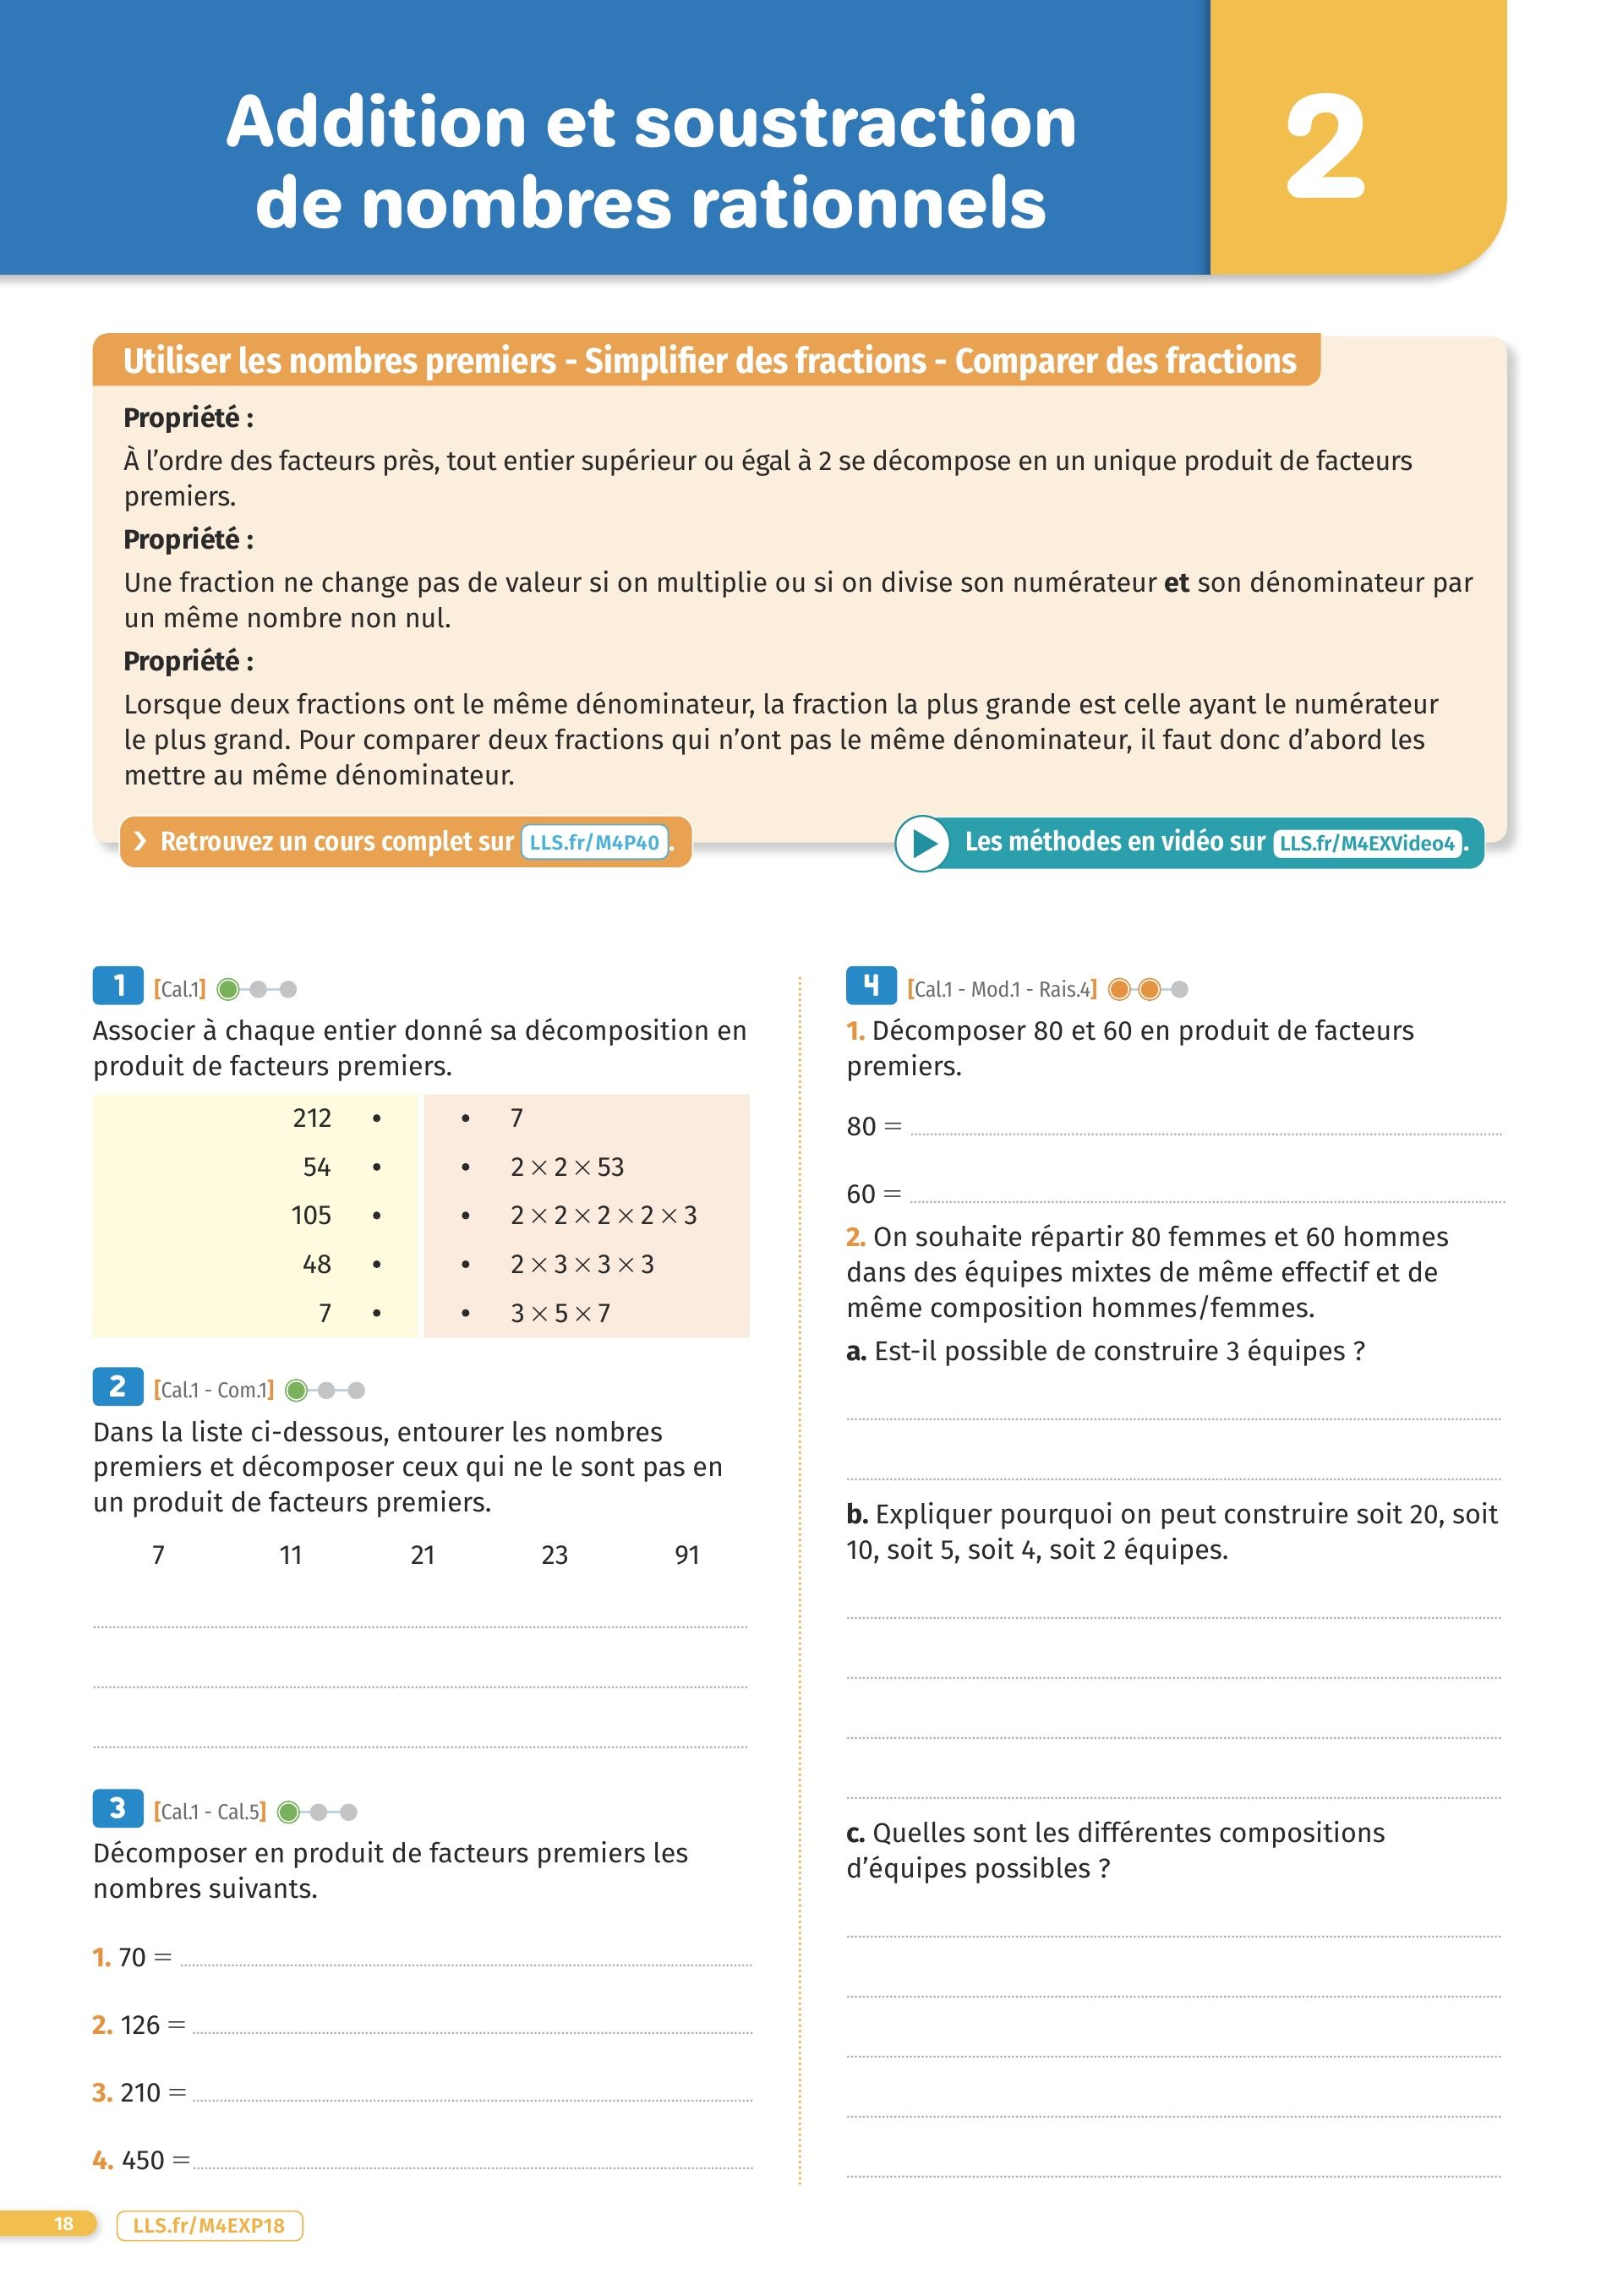 Addition et soustraction
de nombres rationnels
2
Utiliser les nombres premiers - Simplifier des fractions - Comparer des fractions
Propriété :
À l’ordre des facteurs près, tout entier supérieur ou égal à 2 se décompose en un unique produit de facteurs
premiers.
Propriété :
Une fraction ne change pas de valeur si on multiplie ou si on divise son numérateur et son dénominateur par
un même nombre non nul.
Propriété :
Lorsque deux fractions ont le même dénominateur, la fraction la plus grande est celle ayant le numérateur
le plus grand. Pour comparer deux fractions qui n’ont pas le même dénominateur, il faut donc d’abord les
mettre au même dénominateur.
› Retrouvez un cours complet sur LLS.fr/M4P40.
Les méthodes en vidéo sur LLS.fr/M4EXVideo4.
1 [Cal.1]
Associer à chaque entier donné sa décomposition en
produit de facteurs premiers.
212 • • 7
54 • • 2 × 2 × 53
105 • • 2 × 2 × 2 × 2 × 3
48 • • 2 × 3 × 3 × 3
7 • • 3 × 5 × 7
2 [Cal.1 - Com.1]
Dans la liste ci-dessous, entourer les nombres
premiers et décomposer ceux qui ne le sont pas en
un produit de facteurs premiers.
7 11 21 23 91
3 [Cal.1 - Cal.5]
Décomposer en produit de facteurs premiers les
nombres suivants.
1. 70 =
2. 126 =
3. 210 =
4. 450 =
4 [Cal.1 - Mod.1 - Rais.4]
1. Décomposer 80 et 60 en produit de facteurs
premiers.
80 =
60 =
2. On souhaite répartir 80 femmes et 60 hommes
dans des équipes mixtes de même effectif et de
même composition hommes/femmes.
a. Est-il possible de construire 3 équipes ?
b. Expliquer pourquoi on peut construire soit 20, soit
10, soit 5, soit 4, soit 2 équipes.
c. Quelles sont les différentes compositions
d’équipes possibles ?
18
LLS.fr/M4EXP18